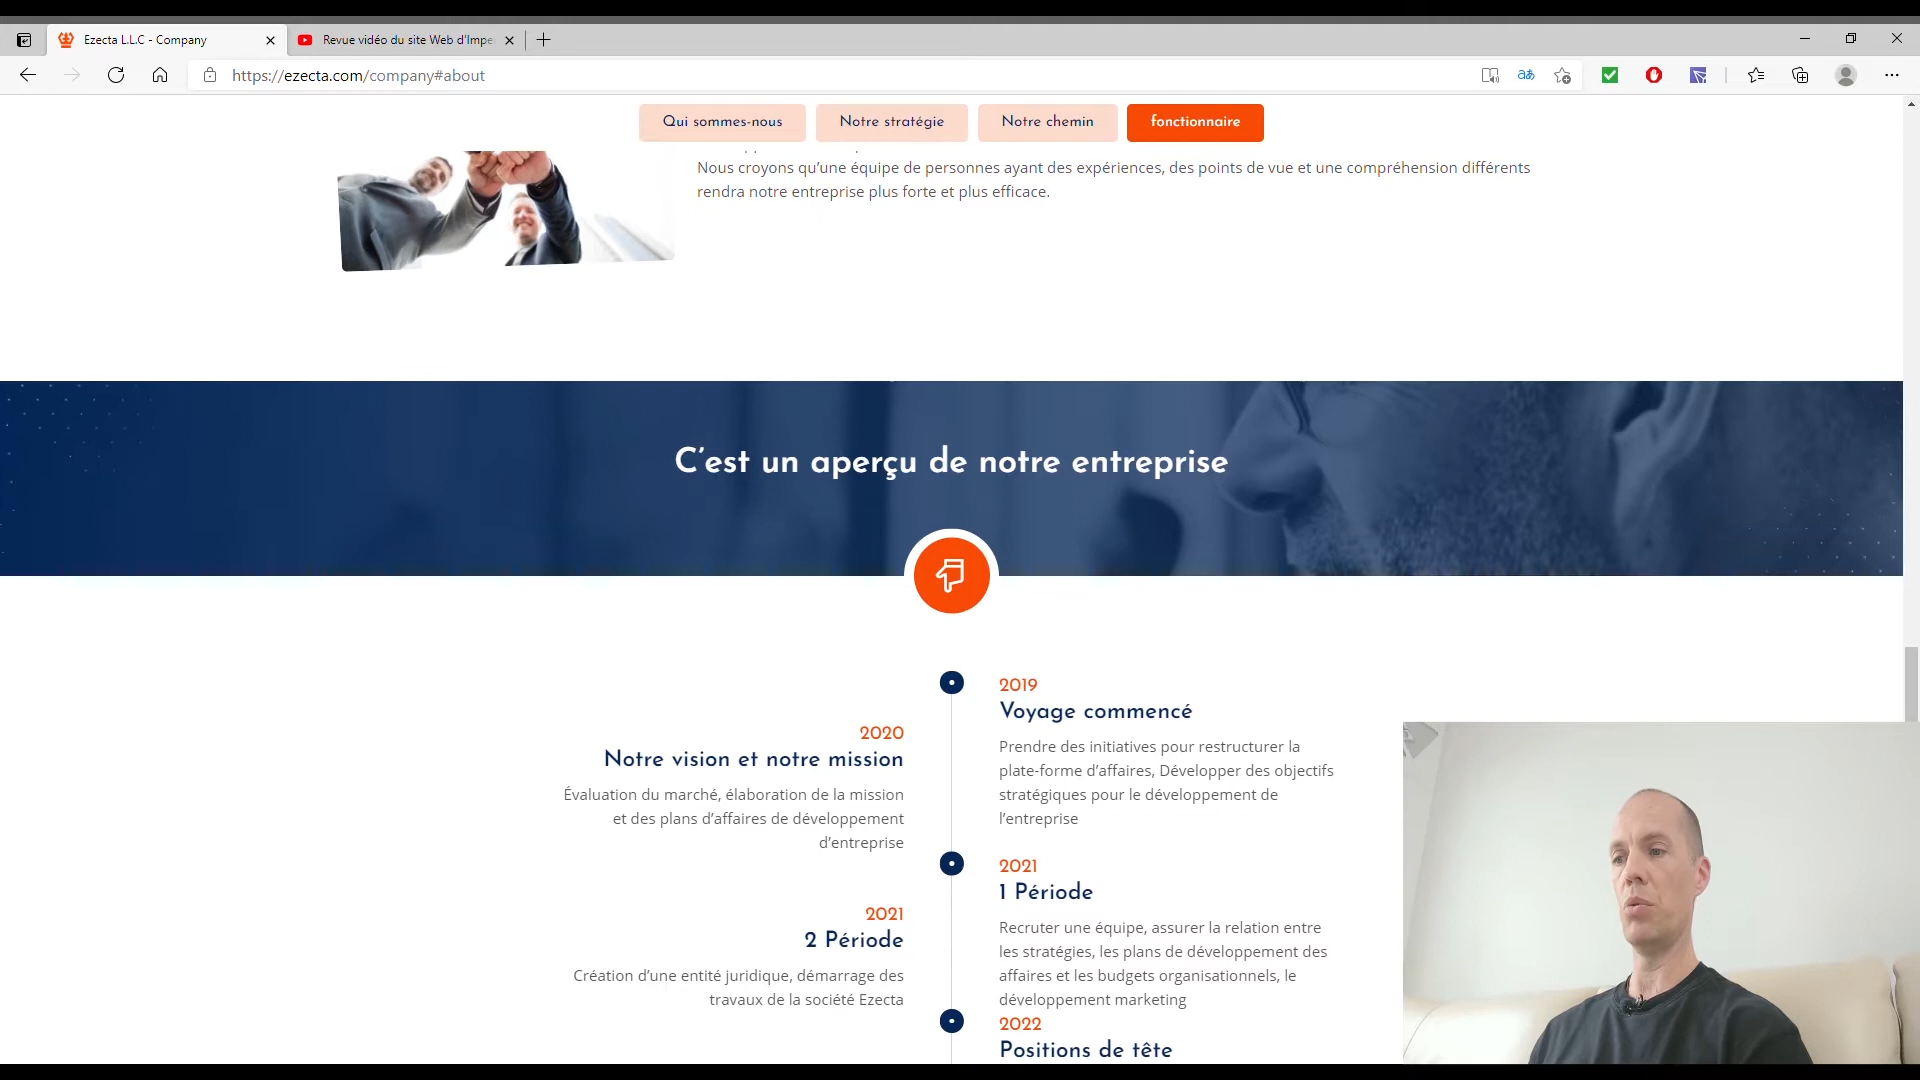 Ezecta L.L.C - Company
Revue vidéo du site Web d'Impe
https://ezecta.com/company#about
Qui sommes-nous
Notre stratégie
Notre chemin
fonctionnaire
Nous croyons qu’une équipe de personnes ayant des expériences, des points de vue et une compréhension différents
rendra notre entreprise plus forte et plus efficace.
C’est un aperçu de notre entreprise
2019
Voyage commencé
Prendre des initiatives pour restructurer la
plate-forme d’affaires, Développer des objectifs
stratégiques pour le développement de
l’entreprise
2020
Notre vision et notre mission
Évaluation du marché, élaboration de la mission
et des plans d’affaires de développement
d’entreprise
2021
1 Période
Recruter une équipe, assurer la relation entre
les stratégies, les plans de développement des
affaires et les budgets organisationnels, le
développement marketing
2021
2 Période
Création d’une entité juridique, démarrage des
travaux de la société Ezecta
2022
Positions de tête